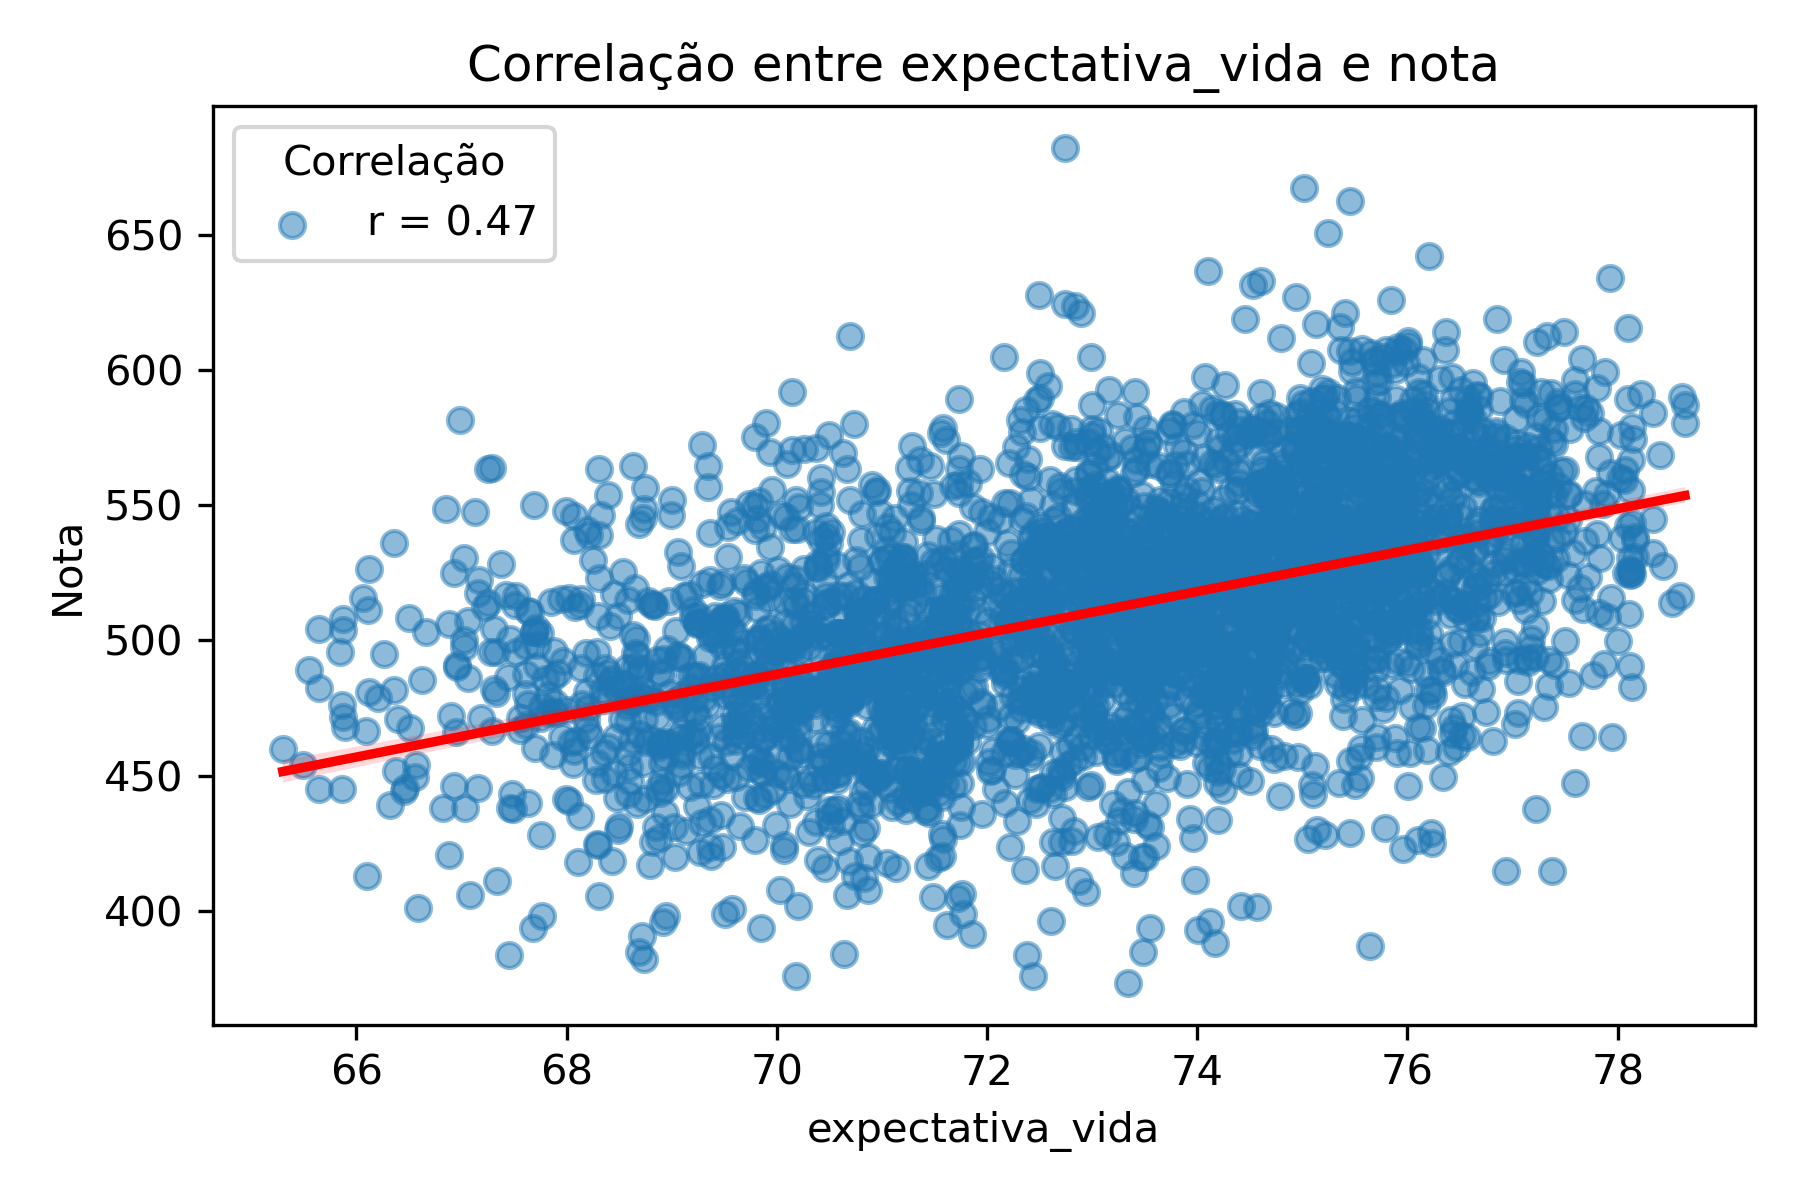 Correlação entre expectativa_vida e nota
Correlação
r = 0.47
650
600
550
500
450
400
Nota
66 68 70 72 74 76 78
expectativa_vida